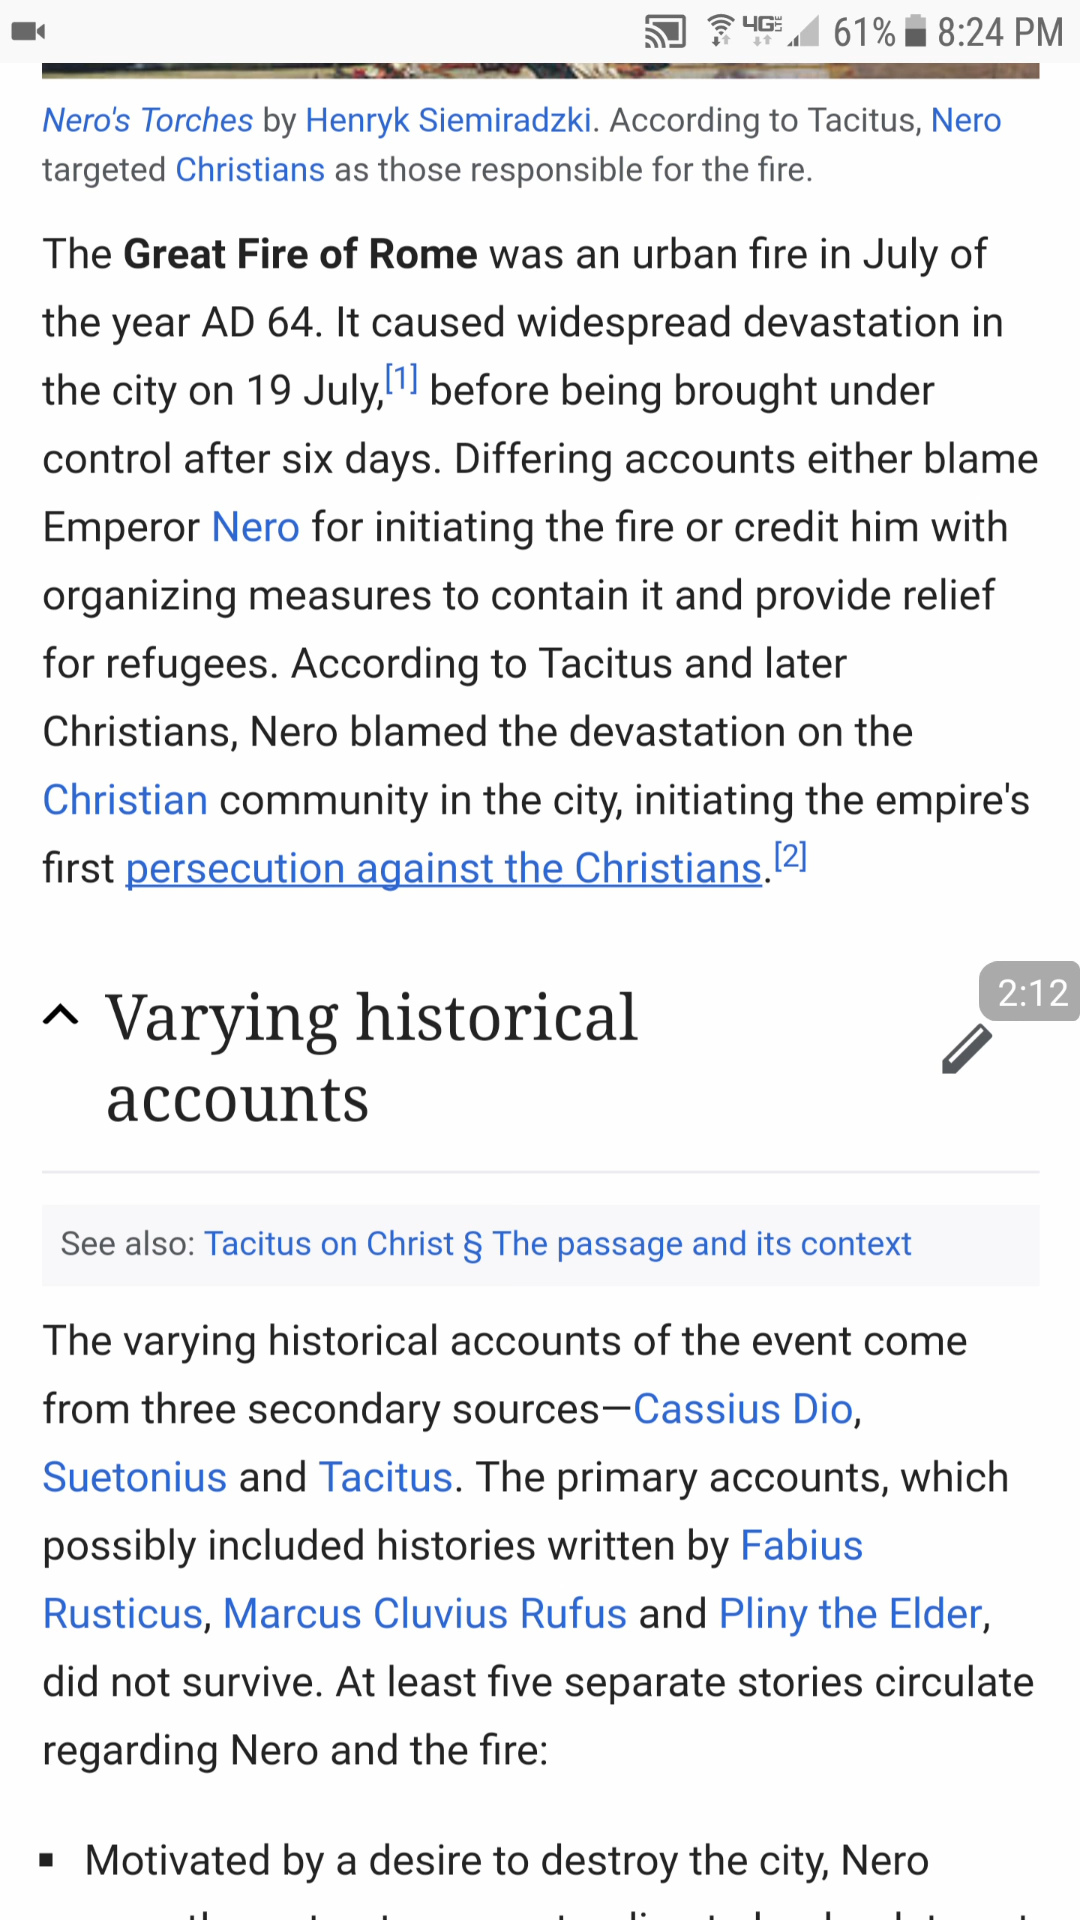 4G LTE 61% 8:24 PM
Nero's Torches by Henryk Siemiradzki. According to Tacitus, Nero
targeted Christians as those responsible for the fire.
The Great Fire of Rome was an urban fire in July of
the year AD 64. It caused widespread devastation in
the city on 19 July,[1] before being brought under
control after six days. Differing accounts either blame
Emperor Nero for initiating the fire or credit him with
organizing measures to contain it and provide relief
for refugees. According to Tacitus and later
Christians, Nero blamed the devastation on the
Christian community in the city, initiating the empire's
first persecution against the Christians.[2]
2:12
Varying historical
accounts
See also: Tacitus on Christ § The passage and its context
The varying historical accounts of the event come
from three secondary sources—Cassius Dio,
Suetonius and Tacitus. The primary accounts, which
possibly included histories written by Fabius
Rusticus, Marcus Cluvius Rufus and Pliny the Elder,
did not survive. At least five separate stories circulate
regarding Nero and the fire:
▪ Motivated by a desire to destroy the city, Nero